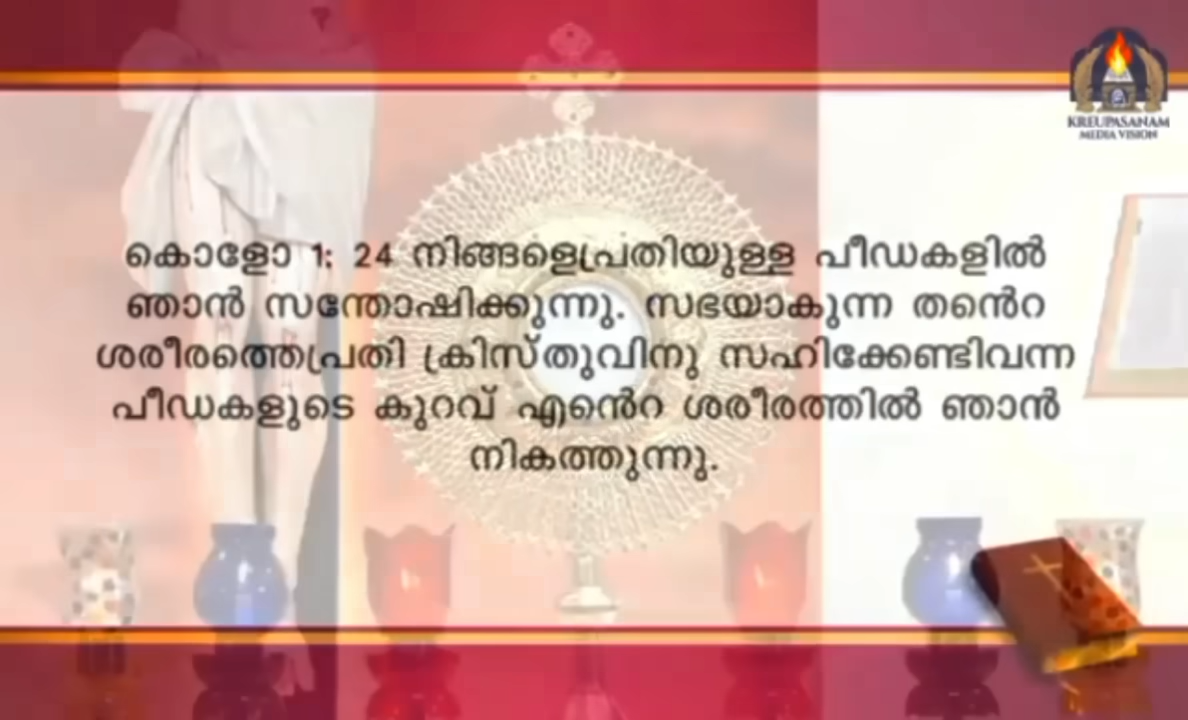 KREUPASANAM
MEDIA VISION
കൊളോ 1: 24 നിങ്ങളെപ്രതിയുള്ള പീഡകളിൽ
ഞാൻ സന്തോഷിക്കുന്നു. സഭയാകുന്ന തൻെറ
ശരീരത്തെപ്രതി ക്രിസ്തുവിനു സഹിക്കേണ്ടിവന്ന
പീഡകളുടെ കുറവ് എൻെറ ശരീരത്തിൽ ഞാൻ
നികത്തുന്നു.